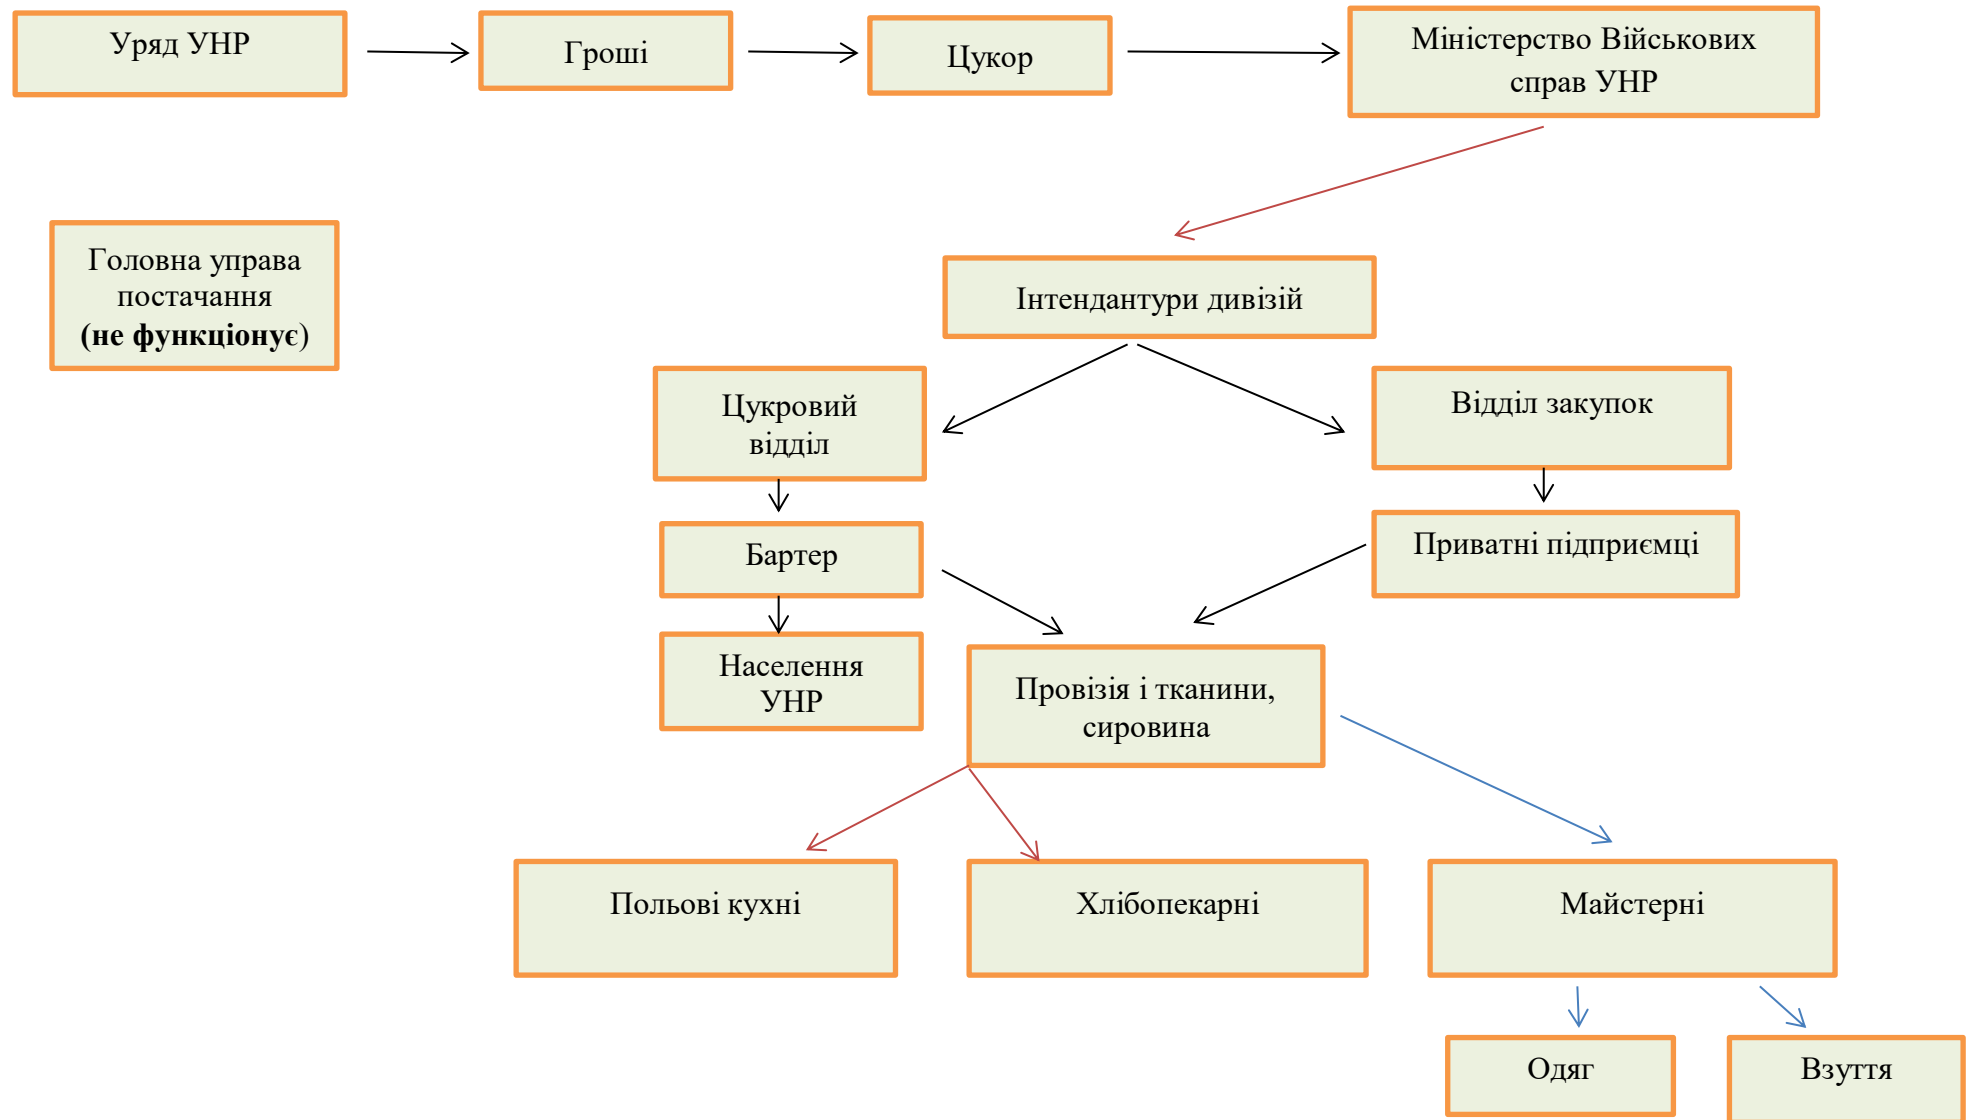 Уряд УНР
Гроші
Цукор
Міністерство Військових
справ УНР
Головна управа
постачання
(не функціонує)
Інтендантури дивізій
Цукровий
відділ
Відділ закупок
Бартер
Приватні підприємці
Населення
УНР
Провізія і тканини,
сировина
Польові кухні
Хлібопекарні
Майстерні
Одяг
Взуття